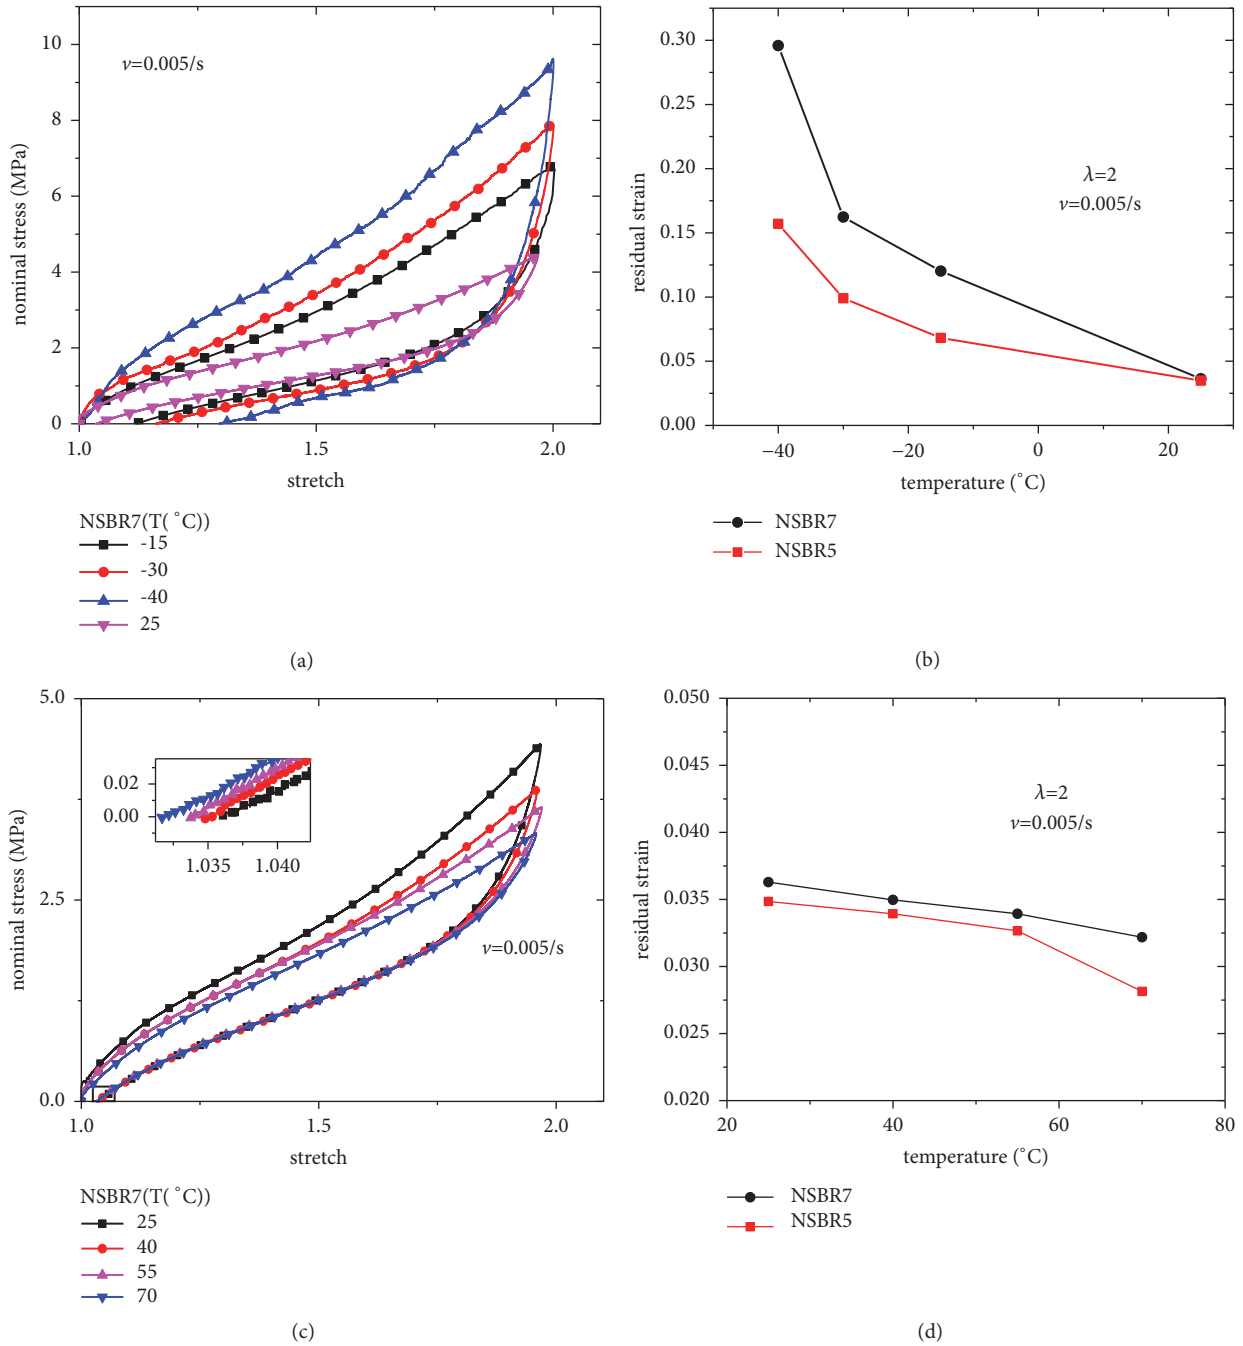 10
8
6
4
2
0
nominal stress (MPa)
ν=0.005/s
1.0
1.5
2.0
stretch
NSBR7(T(°C))
-15
-30
-40
25
(a)
0.30
0.25
0.20
0.15
0.10
0.05
0.00
residual strain
λ=2
ν=0.005/s
−40
−20
0
20
temperature (°C)
NSBR7
NSBR5
(b)
5.0
2.5
0.0
nominal stress (MPa)
0.02
0.00
1.035
1.040
ν=0.005/s
1.0
1.5
2.0
stretch
NSBR7(T(°C))
25
40
55
70
(c)
0.050
0.045
0.040
0.035
0.030
0.025
0.020
residual strain
λ=2
ν=0.005/s
20
40
60
80
temperature (°C)
NSBR7
NSBR5
(d)